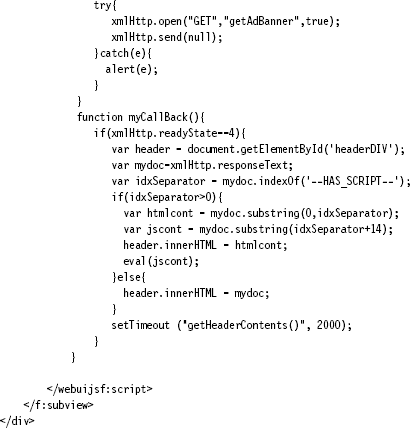 try{
xmlHttp.open("GET","getAdBanner",true);
xmlHttp.send(null);
}catch(e){
alert(e);
}
}
function myCallBack(){
if(xmlHttp.readyState==4){
var header = document.getElementById('headerDIV');
var mydoc=xmlHttp.responseText;
var idxSeparator = mydoc.indexOf('--HAS_SCRIPT--');
if(idxSeparator>0){
var htmlcont = mydoc.substring(0,idxSeparator);
var jscont = mydoc.substring(idxSeparator+14);
header.innerHTML = htmlcont;
eval(jscont);
}else{
header.innerHTML = mydoc;
}
setTimeout ("getHeaderContents()", 2000);
}
}
</webuijsf:script>
</f:subview>
</div>